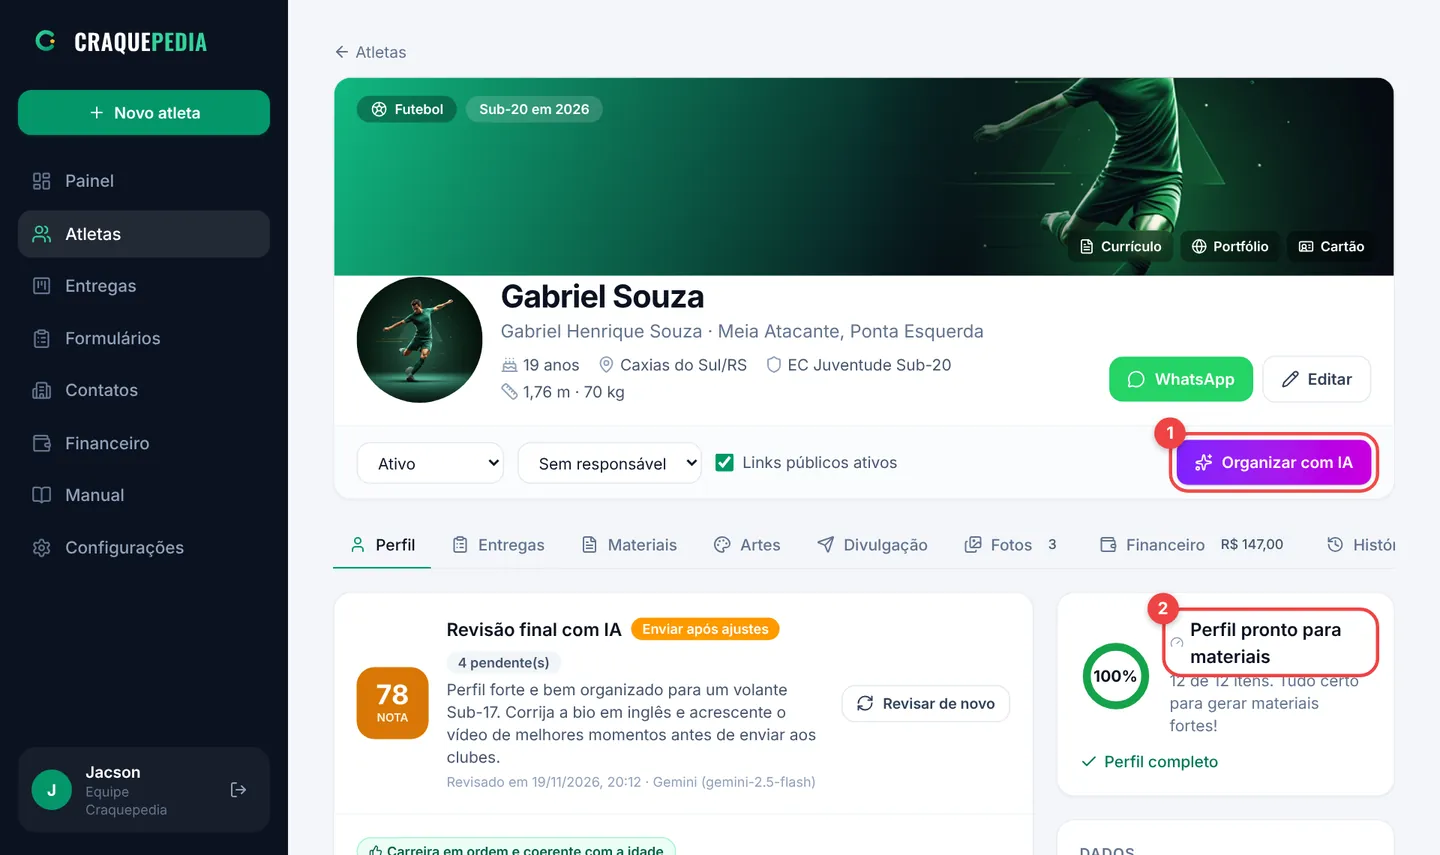 CRAQUEPEDIA
+ Novo atleta
Painel
Atletas
Entregas
Formulários
Contatos
Financeiro
Manual
Configurações
J
Jacson
Equipe
Craquepedia
← Atletas
Futebol
Sub-20 em 2026
Currículo
Portfólio
Cartão
Gabriel Souza
Gabriel Henrique Souza · Meia Atacante, Ponta Esquerda
19 anos
Caxias do Sul/RS
EC Juventude Sub-20
1,76 m · 70 kg
WhatsApp
Editar
Ativo
Sem responsável
Links públicos ativos
1
Organizar com IA
Perfil
Entregas
Materiais
Artes
Divulgação
Fotos 3
Financeiro R$ 147,00
Histór
78
NOTA
Revisão final com IA
Enviar após ajustes
4 pendente(s)
Perfil forte e bem organizado para um volante
Sub-17. Corrija a bio em inglês e acrescente o
vídeo de melhores momentos antes de enviar aos
clubes.
Revisado em 19/11/2026, 20:12 · Gemini (gemini-2.5-flash)
Revisar de novo
Carreira em ordem e coerente com a idade
2
100%
Perfil pronto para
materiais
12 de 12 itens. Tudo certo
para gerar materiais
fortes!
Perfil completo
DADOS